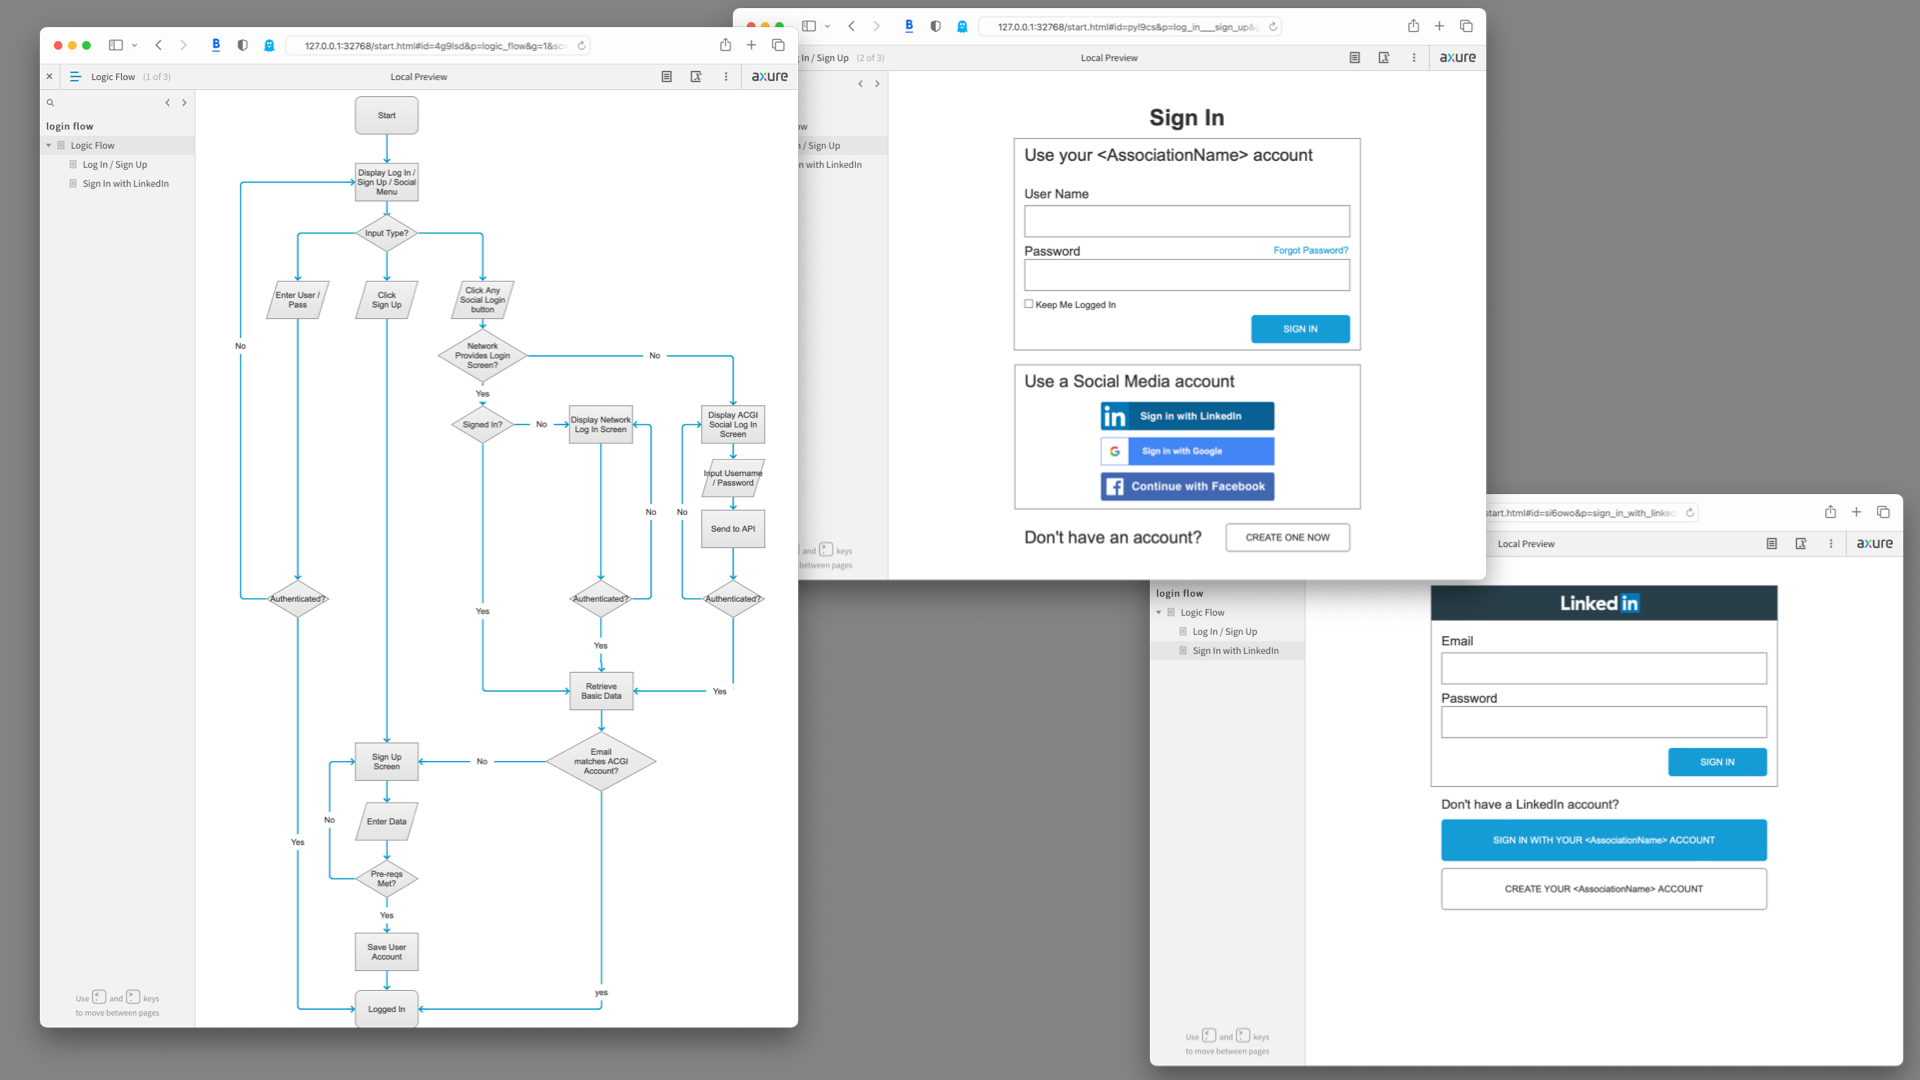 127.0.0.1:32768/start.html#id=4g9lsd&p=logic_flow&g=1&sc
Logic Flow (1 of 3)
Local Preview
axure
login flow
Logic Flow
Log In / Sign Up
Sign In with LinkedIn
Start
Display Log In /
Sign Up / Social
Menu
Input Type?
Enter User /
Pass
Click
Sign Up
Click Any
Social Login
button
No
Network
Provides Login
Screen?
No
Yes
Signed In?
No
Display Network
Log In Screen
Display ACGI
Social Log In
Screen
Input Username
/ Password
No
No
Send to API
Authenticated?
Authenticated?
Authenticated?
Yes
Yes
Retrieve
Basic Data
Yes
Sign Up
Screen
No
Email
matches ACGI
Account?
No
Enter Data
Yes
Pre-reqs
Met?
Yes
Save User
Account
yes
Logged In
Use < and > keys
to move between pages
127.0.0.1:32768/start.html#id=pyl9cs&p=log_in___sign_up&
In / Sign Up (2 of 3)
Local Preview
axure
ow
/ Sign Up
n with LinkedIn
and > keys
between pages
Sign In
Use your <AssociationName> account
User Name
Password
Forgot Password?
Keep Me Logged In
SIGN IN
Use a Social Media account
in Sign in with LinkedIn
G Sign in with Google
f Continue with Facebook
Don't have an account?
CREATE ONE NOW
start.html#id=si6owo&p=sign_in_with_linked
Local Preview
axure
login flow
Logic Flow
Log In / Sign Up
Sign In with LinkedIn
Use < and > keys
to move between pages
Linked in
Email
Password
SIGN IN
Don't have a LinkedIn account?
SIGN IN WITH YOUR <AssociationName> ACCOUNT
CREATE YOUR <AssociationName> ACCOUNT